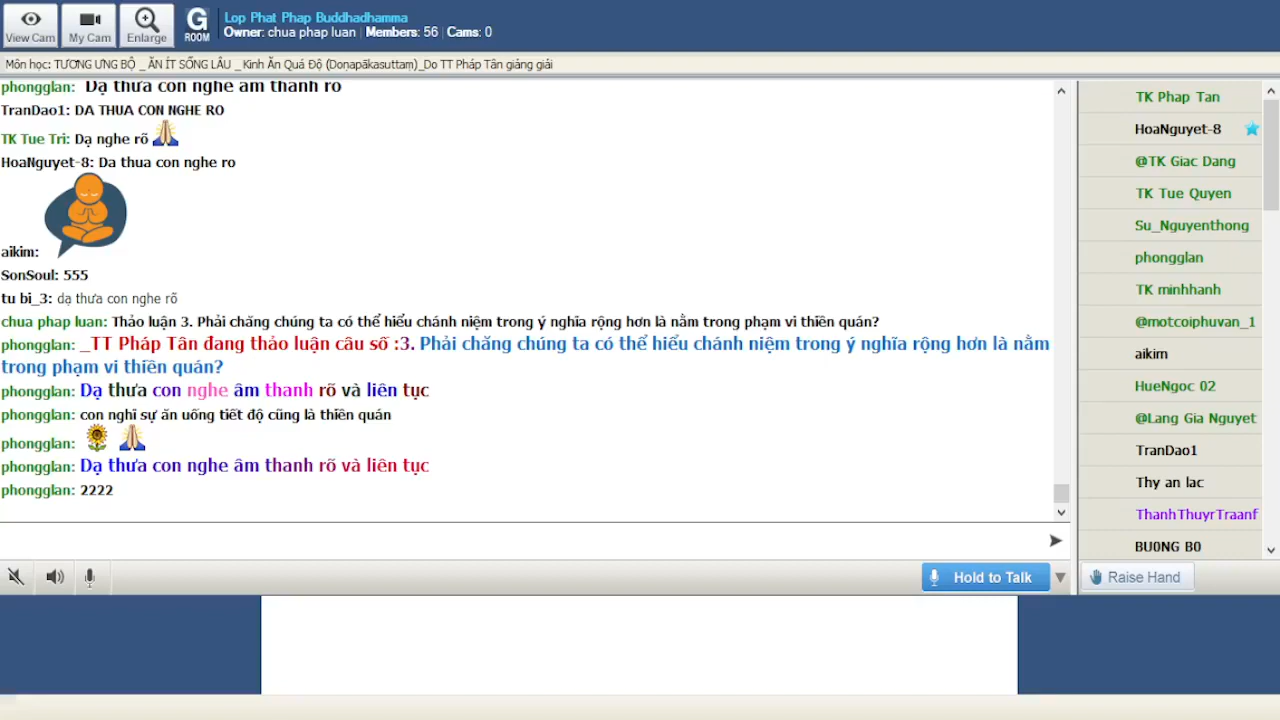 View Cam
My Cam
Enlarge
G
ROOM
Lop Phat Phap Buddhadhamma
Owner: chua phap luan | Members: 56 | Cams: 0
Môn học: TƯƠNG ƯNG BỘ _ ĂN ÍT SỐNG LÂU _ Kinh Ăn Quá Độ (Doṇapākasuttaṃ)_Do TT Pháp Tân giảng giải
phongglan: Dạ thưa con nghe âm thanh rõ
TranDao1: DA THUA CON NGHE RO
TK Tue Tri: Dạ nghe rõ
HoaNguyet-8: Da thua con nghe ro
aikim:
SonSoul: 555
tu bi_3: dạ thưa con nghe rõ
chua phap luan: Thảo luận 3. Phải chăng chúng ta có thể hiểu chánh niệm trong ý nghĩa rộng hơn là nằm trong phạm vi thiền quán?
phongglan: _TT Pháp Tân đang thảo luận câu số :3. Phải chăng chúng ta có thể hiểu chánh niệm trong ý nghĩa rộng hơn là nằm
trong phạm vi thiền quán?
phongglan: Dạ thưa con nghe âm thanh rõ và liên tục
phongglan: con nghĩ sự ăn uống tiết độ cũng là thiền quán
phongglan:
phongglan: Dạ thưa con nghe âm thanh rõ và liên tục
phongglan: 2222
Hold to Talk
TK Phap Tan
HoaNguyet-8
@TK Giac Dang
TK Tue Quyen
Su_Nguyenthong
phongglan
TK minhhanh
@motcoiphuvan_1
aikim
HueNgoc 02
@Lang Gia Nguyet
TranDao1
Thy an lac
ThanhThuyrTraanf
BU0NG B0
Raise Hand